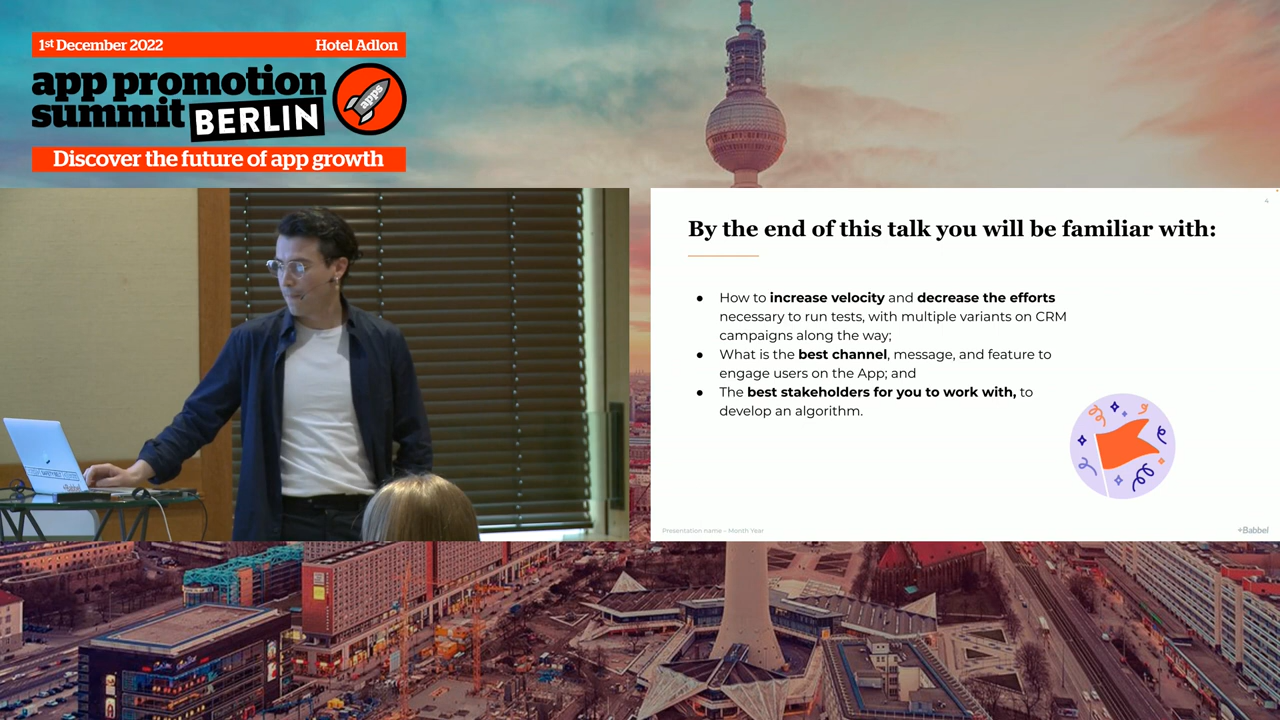 1st December 2022 Hotel Adlon
app promotion
summit BERLIN
apps
Discover the future of app growth
4
By the end of this talk you will be familiar with:
● How to increase velocity and decrease the efforts
necessary to run tests, with multiple variants on CRM
campaigns along the way;
● What is the best channel, message, and feature to
engage users on the App; and
● The best stakeholders for you to work with, to
develop an algorithm.
Presentation name – Month Year
+Babbel